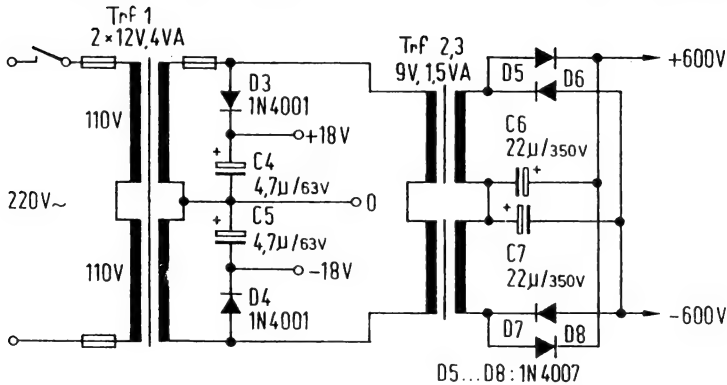 Trf 1
2×12V,4VA
Trf 2,3
9V, 1,5VA
D5
D6
+600V
D3
1N4001
110V
+18V
+
C4
4,7µ/63V
C6
22µ/350V
+
220V~
0
+
C5
4,7µ/63V
+
C7
22µ/350V
110V
-18V
D4
1N4001
-600V
D7
D8
D5...D8: 1N4007